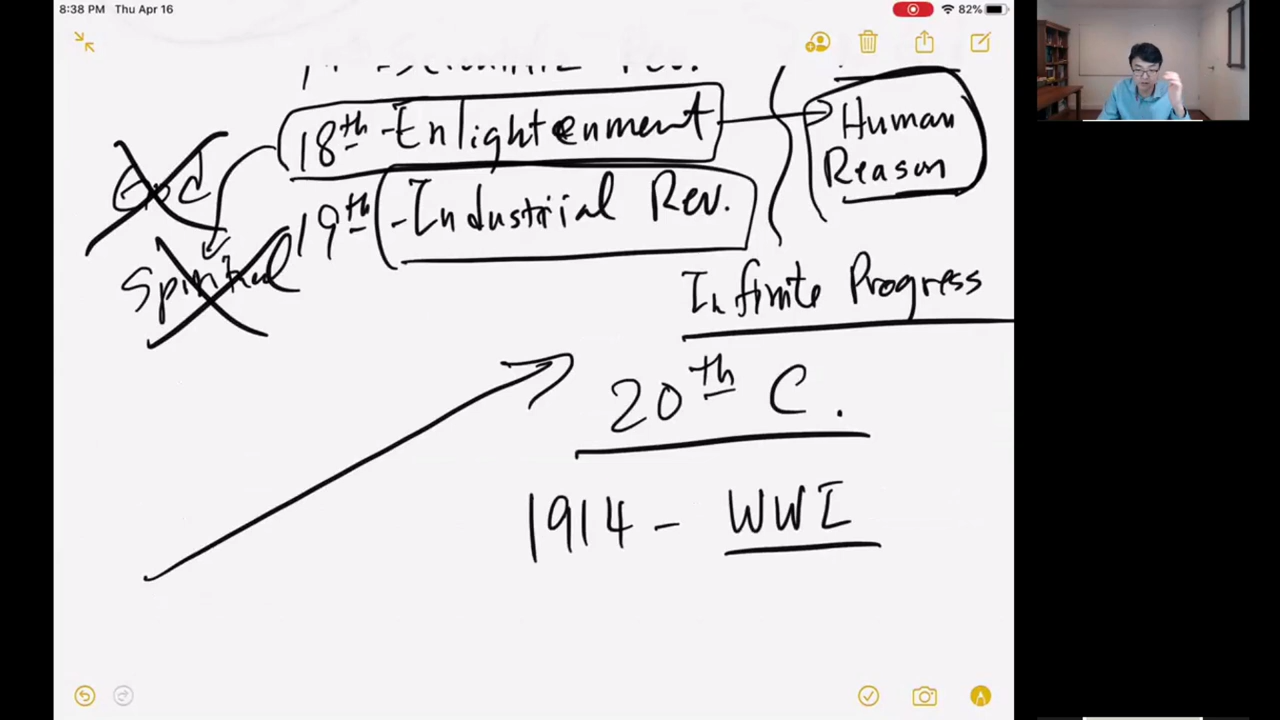 8:38 PM Thu Apr 16
82%
18th - Enlightenment
Human
Reason
God
19th - Industrial Rev.
Spiritual
Infinite Progress
20th C.
1914 - WWI